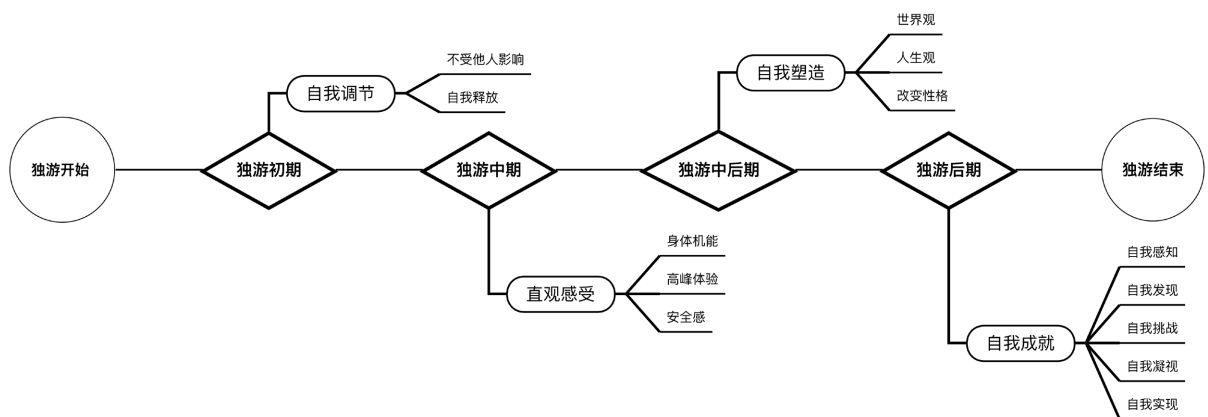 独游开始
独游初期
自我调节
不受他人影响
自我释放
独游中期
直观感受
身体机能
高峰体验
安全感
独游中后期
自我塑造
世界观
人生观
改变性格
独游后期
自我成就
自我感知
自我发现
自我挑战
自我凝视
自我实现
独游结束